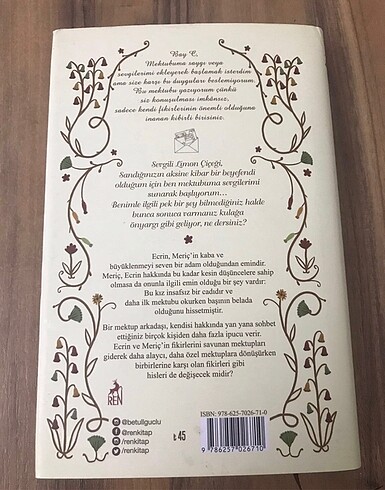 Bay C,
Mektubuma saygı veya
sevgilerimi ekleyerek başlamak isterdim
ama size karşı bu duyguları beslemiyorum.
Bu mektubu yazıyorum çünkü
siz konuşulması imkânsız,
sadece kendi fikirlerinin önemli olduğuna
inanan kibirli birisiniz.
Sevgili Limon Çiçeği,
Sandığınızın aksine kibar bir beyefendi
olduğum için ben mektubuma sevgilerimi
sunarak başlıyorum...
Benimle ilgili pek bir şey bilmediğiniz halde
bunca sonuca varmanız kulağa
önyargı gibi geliyor, ne dersiniz?
Ecrin, Meriç'in kaba ve
büyüklenmeyi seven bir adam olduğundan emindir.
Meriç, Ecrin hakkında bu kadar kesin düşüncelere sahip
olmasa da onunla ilgili emin olduğu bir şey vardır:
Bu kız insafsız bir cadıdır ve
daha ilk mektubu okurken başının belada
olduğunu hissetmiştir.
Bir mektup arkadaşı, kendisi hakkında yan yana sohbet
ettiğiniz birçok kişiden daha fazla ipucu verir.
Ecrin ve Meriç'in fikirlerini savunan mektupları
giderek daha alaycı, daha özel mektuplara dönüşürken
birbirlerine karşı olan fikirleri gibi
hisleri de değişecek midir?
REN
@betullguclu
@renkitap
/renkitap
/renkitap
₺45
ISBN: 978-625-7026-71-0
9 786257 026710